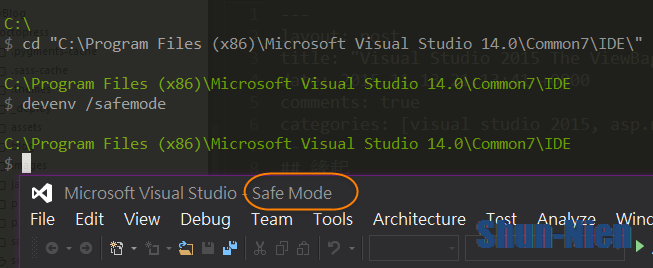 C:\
$ cd "C:\Program Files (x86)\Microsoft Visual Studio 14.0\Common7\IDE\"
C:\Program Files (x86)\Microsoft Visual Studio 14.0\Common7\IDE
$ devenv /safemode
C:\Program Files (x86)\Microsoft Visual Studio 14.0\Common7\IDE
$
Microsoft Visual Studio - Safe Mode
File Edit View Debug Team Tools Architecture Test Analyze Wind
Shun-Nien